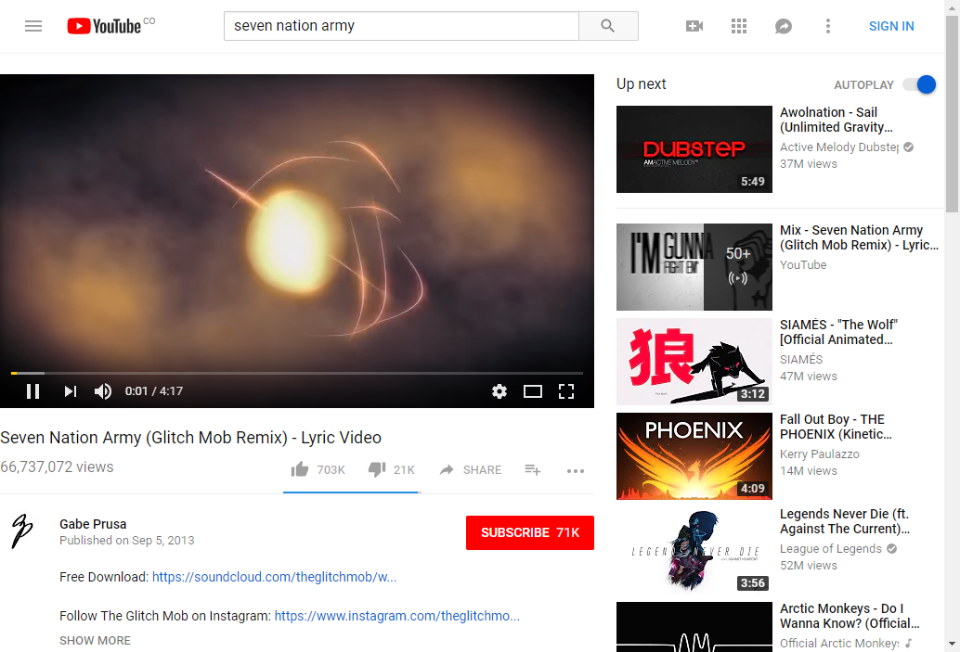 YouTube CO
seven nation army
SIGN IN
0:01 / 4:17
Seven Nation Army (Glitch Mob Remix) - Lyric Video
66,737,072 views
703K
21K
SHARE
Gabe Prusa
Published on Sep 5, 2013
SUBSCRIBE 71K
Free Download: https://soundcloud.com/theglitchmob/w...
Follow The Glitch Mob on Instagram: https://www.instagram.com/theglitchmo...
SHOW MORE
Up next
AUTOPLAY
DUBSTEP
AMACTIVE MELODY
5:49
Awolnation - Sail
(Unlimited Gravity...
Active Melody Dubstep
37M views
I'M GUNNA
FIGHT EM'
50+
Mix - Seven Nation Army
(Glitch Mob Remix) - Lyric...
YouTube
狼
3:12
SIAMÉS - "The Wolf"
[Official Animated...
SIAMÉS
47M views
PHOENIX
4:09
Fall Out Boy - THE
PHOENIX (Kinetic...
Kerry Paulazzo
14M views
LEGENDS NEVER DIE
3:56
Legends Never Die (ft.
Against The Current)...
League of Legends
52M views
Arctic Monkeys - Do I
Wanna Know? (Official...
Official Arctic Monkeys